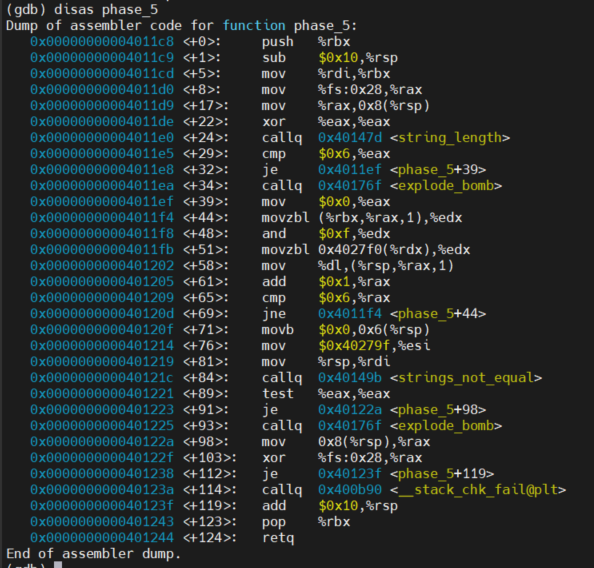 (gdb) disas phase_5
Dump of assembler code for function phase_5:
   0x00000000004011c8 <+0>:     push   %rbx
   0x00000000004011c9 <+1>:     sub    $0x10,%rsp
   0x00000000004011cd <+5>:     mov    %rdi,%rbx
   0x00000000004011d0 <+8>:     mov    %fs:0x28,%rax
   0x00000000004011d9 <+17>:    mov    %rax,0x8(%rsp)
   0x00000000004011de <+22>:    xor    %eax,%eax
   0x00000000004011e0 <+24>:    callq  0x40147d <string_length>
   0x00000000004011e5 <+29>:    cmp    $0x6,%eax
   0x00000000004011e8 <+32>:    je     0x4011ef <phase_5+39>
   0x00000000004011ea <+34>:    callq  0x40176f <explode_bomb>
   0x00000000004011ef <+39>:    mov    $0x0,%eax
   0x00000000004011f4 <+44>:    movzbl (%rbx,%rax,1),%edx
   0x00000000004011f8 <+48>:    and    $0xf,%edx
   0x00000000004011fb <+51>:    movzbl 0x4027f0(%rdx),%edx
   0x0000000000401202 <+58>:    mov    %dl,(%rsp,%rax,1)
   0x0000000000401205 <+61>:    add    $0x1,%rax
   0x0000000000401209 <+65>:    cmp    $0x6,%rax
   0x000000000040120d <+69>:    jne    0x4011f4 <phase_5+44>
   0x000000000040120f <+71>:    movb   $0x0,0x6(%rsp)
   0x0000000000401214 <+76>:    mov    $0x40279f,%esi
   0x0000000000401219 <+81>:    mov    %rsp,%rdi
   0x000000000040121c <+84>:    callq  0x40149b <strings_not_equal>
   0x0000000000401221 <+89>:    test   %eax,%eax
   0x0000000000401223 <+91>:    je     0x40122a <phase_5+98>
   0x0000000000401225 <+93>:    callq  0x40176f <explode_bomb>
   0x000000000040122a <+98>:    mov    0x8(%rsp),%rax
   0x000000000040122f <+103>:   xor    %fs:0x28,%rax
   0x0000000000401238 <+112>:   je     0x40123f <phase_5+119>
   0x000000000040123a <+114>:   callq  0x400b90 <__stack_chk_fail@plt>
   0x000000000040123f <+119>:   add    $0x10,%rsp
   0x0000000000401243 <+123>:   pop    %rbx
   0x0000000000401244 <+124>:   retq
End of assembler dump.
(gdb)